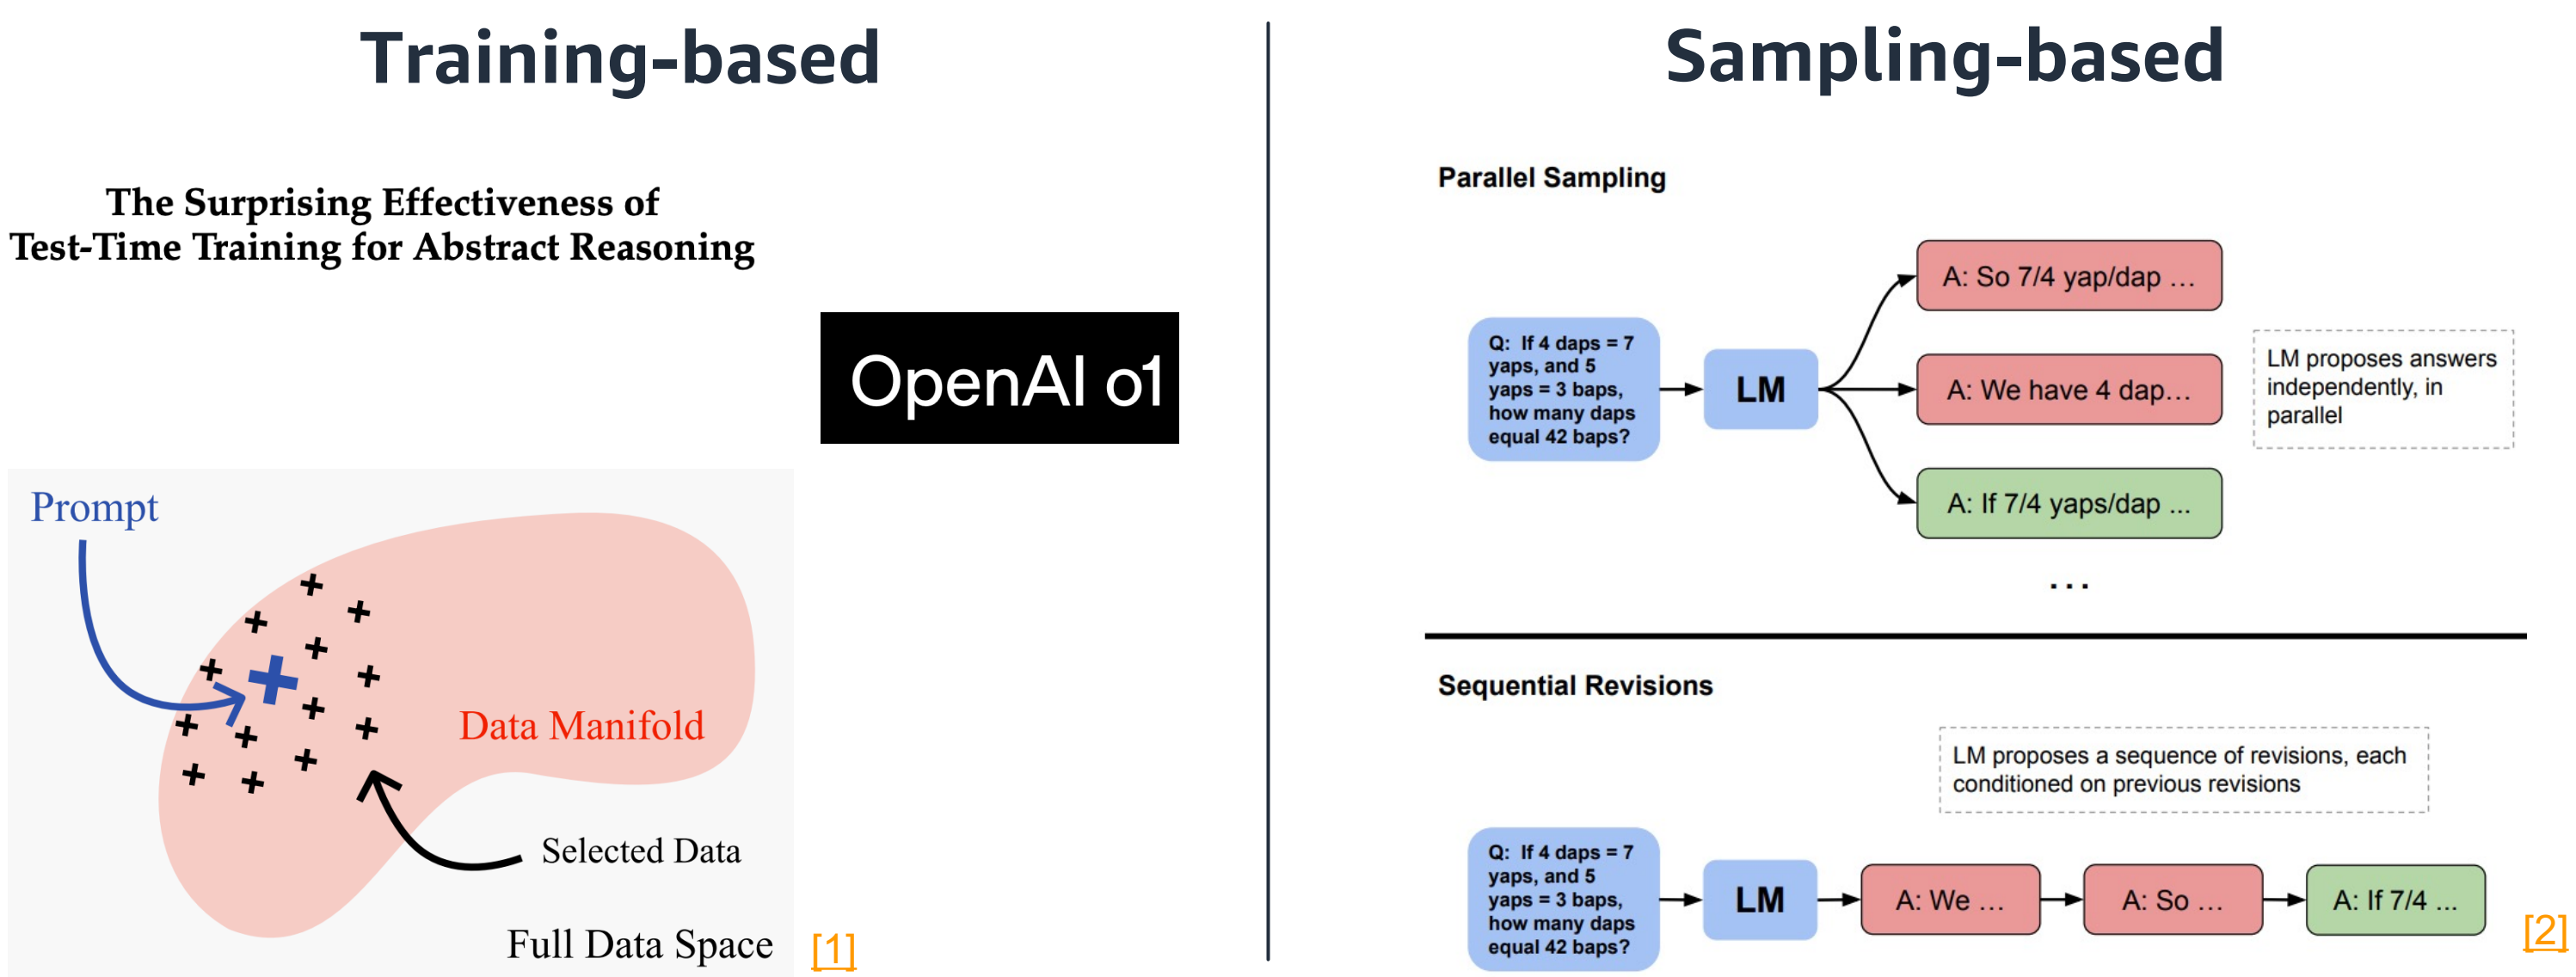 Training-based
The Surprising Effectiveness of
Test-Time Training for Abstract Reasoning
OpenAI o1
Prompt
Data Manifold
Selected Data
Full Data Space
[1]
Sampling-based
Parallel Sampling
Q: If 4 daps = 7
yaps, and 5
yaps = 3 baps,
how many daps
equal 42 baps?
LM
A: So 7/4 yap/dap ...
A: We have 4 dap...
A: If 7/4 yaps/dap ...
...
LM proposes answers
independently, in
parallel
Sequential Revisions
LM proposes a sequence of revisions, each
conditioned on previous revisions
Q: If 4 daps = 7
yaps, and 5
yaps = 3 baps,
how many daps
equal 42 baps?
LM
A: We ...
A: So ...
A: If 7/4 ...
[2]